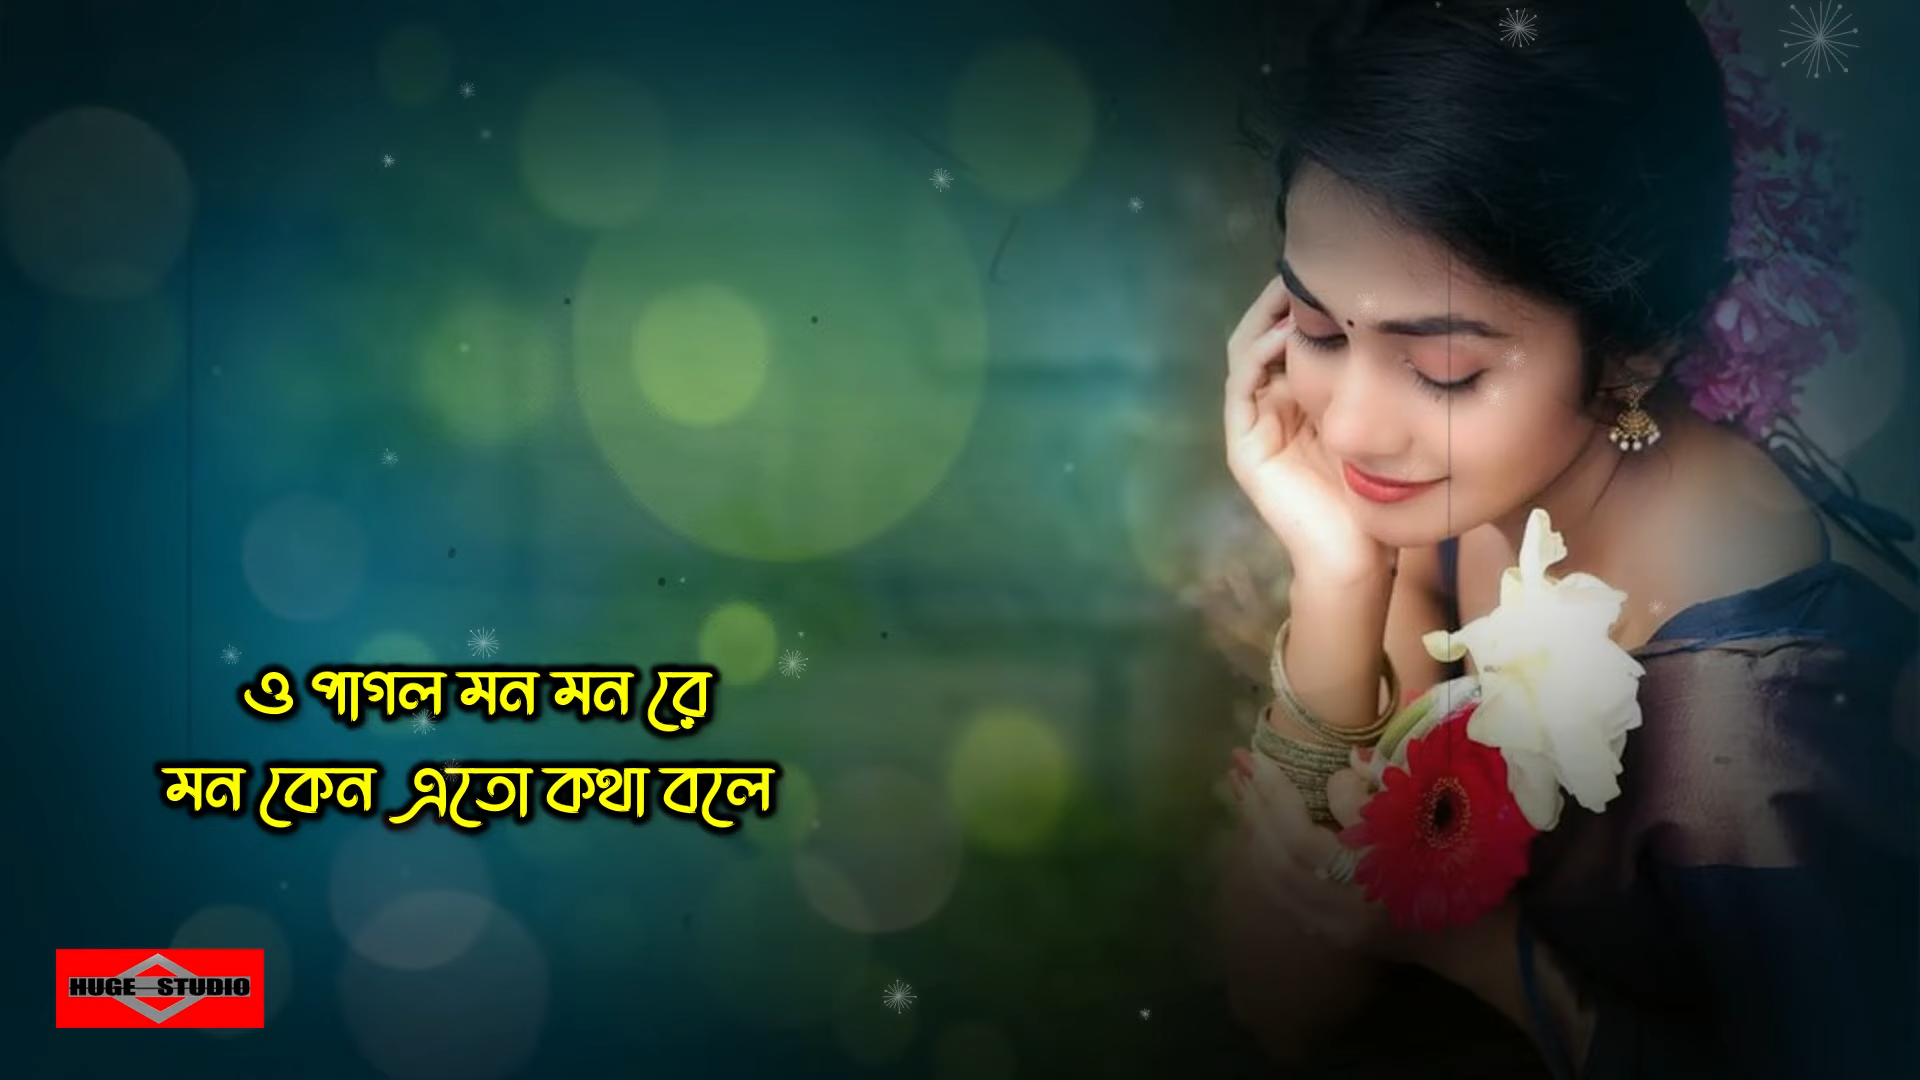 ও পাগল মন মন রে
মন কেন এতো কথা বলে
HUGE STUDIO